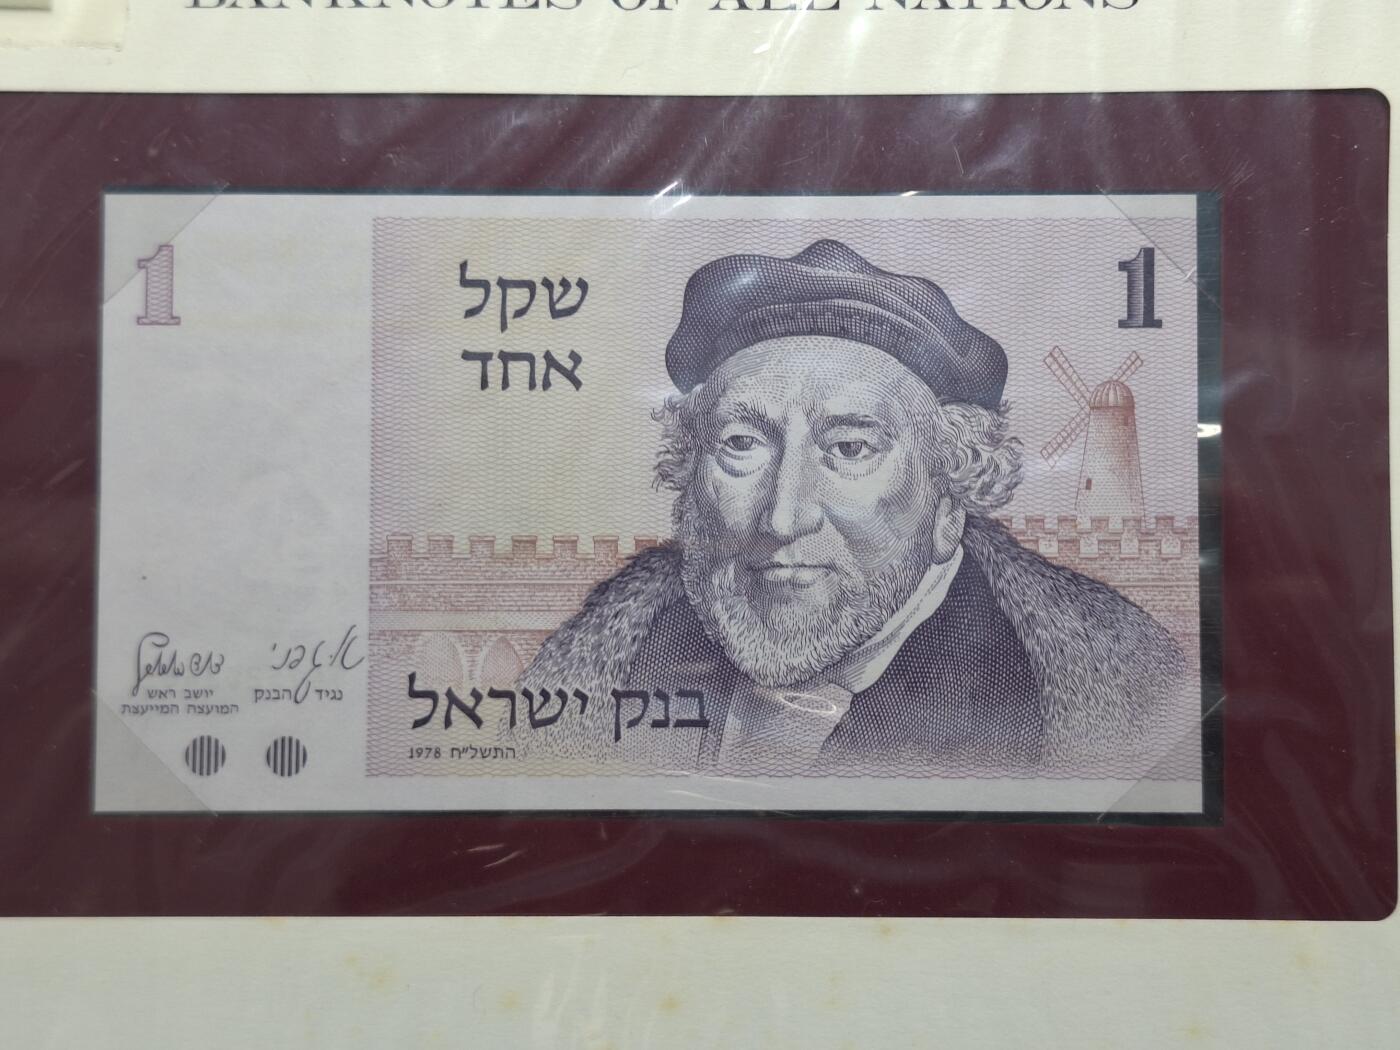 BANKNOTES OF ALL NATIONS
1
1
שקל
אחד
נגיד הבנק
יושב ראש
המועצה המייעצת
בנק ישראל
התשל״ח 1978